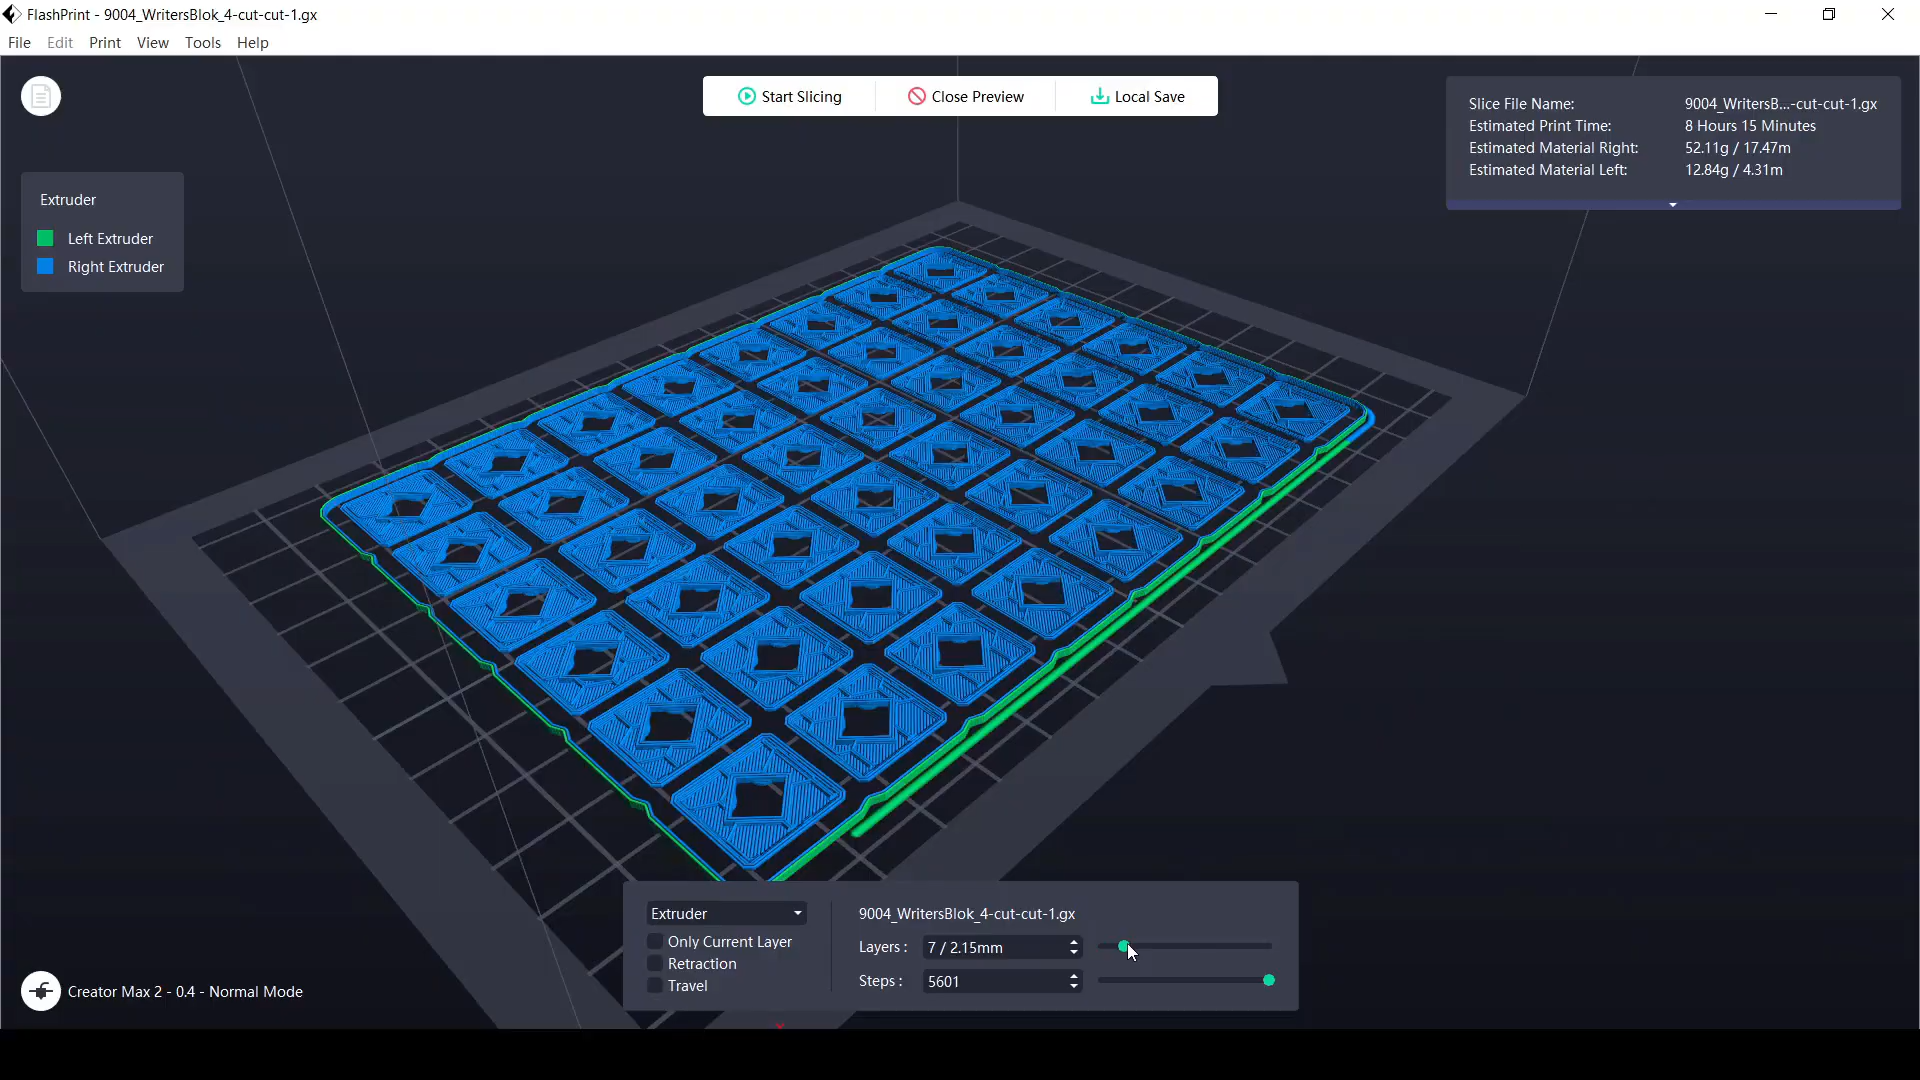 FlashPrint - 9004_WritersBlok_4-cut-cut-1.gx
File Edit Print View Tools Help
Start Slicing Close Preview Local Save
Slice File Name: 9004_WritersB...-cut-cut-1.gx
Estimated Print Time: 8 Hours 15 Minutes
Estimated Material Right: 52.11g / 17.47m
Estimated Material Left: 12.84g / 4.31m
Extruder
Left Extruder
Right Extruder
Extruder
Only Current Layer
Retraction
Travel
9004_WritersBlok_4-cut-cut-1.gx
Layers: 7 / 2.15mm
Steps: 5601
Creator Max 2 - 0.4 - Normal Mode